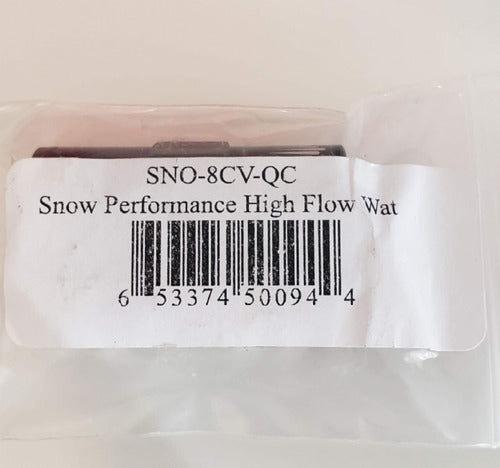 SNO-8CV-QC
Snow Performance High Flow Wat
6 53374 50094 4